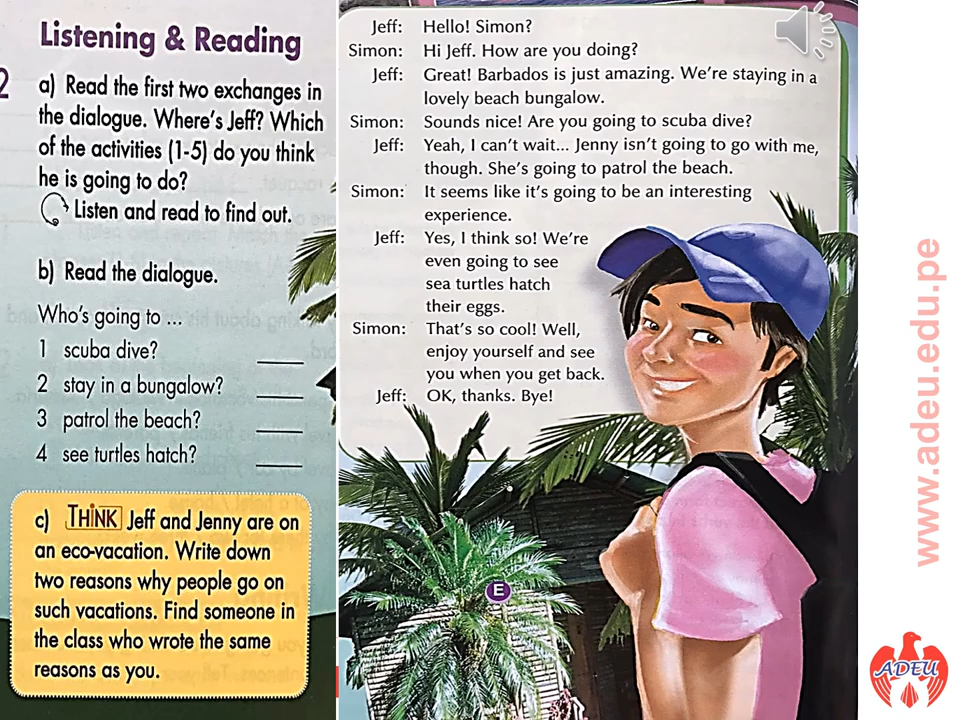 Listening & Reading
2
a) Read the first two exchanges in
the dialogue. Where's Jeff? Which
of the activities (1-5) do you think
he is going to do?
Listen and read to find out.
b) Read the dialogue.
Who's going to ...
1 scuba dive? ____
2 stay in a bungalow? ____
3 patrol the beach? ____
4 see turtles hatch? ____
c) THiNK Jeff and Jenny are on
an eco-vacation. Write down
two reasons why people go on
such vacations. Find someone in
the class who wrote the same
reasons as you.
Jeff: Hello! Simon?
Simon: Hi Jeff. How are you doing?
Jeff: Great! Barbados is just amazing. We're staying in a
lovely beach bungalow.
Simon: Sounds nice! Are you going to scuba dive?
Jeff: Yeah, I can't wait... Jenny isn't going to go with me,
though. She's going to patrol the beach.
Simon: It seems like it's going to be an interesting
experience.
Jeff: Yes, I think so! We're
even going to see
sea turtles hatch
their eggs.
Simon: That's so cool! Well,
enjoy yourself and see
you when you get back.
Jeff: OK, thanks. Bye!
E
www.adeu.edu.pe
ADEU